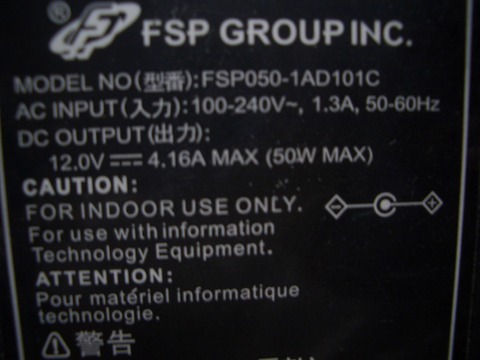 FSP GROUP INC.
MODEL NO(型番): FSP050-1AD101C
AC INPUT(入力): 100-240V~, 1.3A, 50-60Hz
DC OUTPUT(出力):
12.0V⎓4.16A MAX (50W MAX)
CAUTION:
FOR INDOOR USE ONLY.
For use with information
Technology Equipment.
ATTENTION:
Pour matériel informatique
technologie.
警告